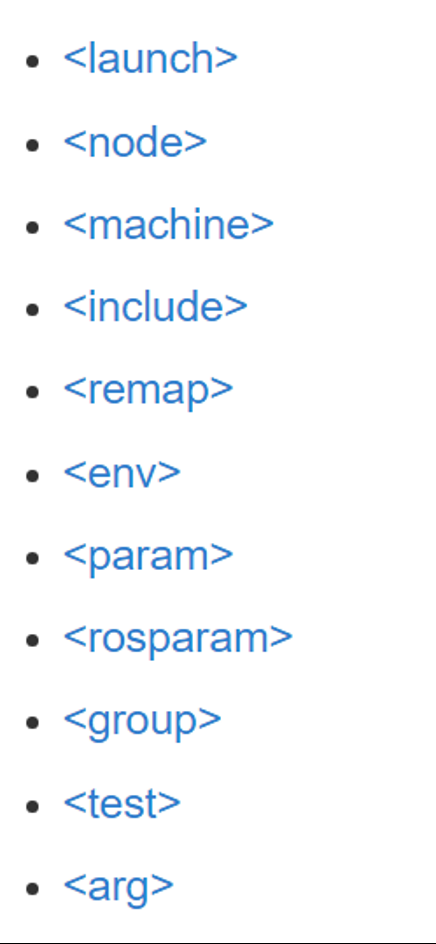 <launch>
<node>
<machine>
<include>
<remap>
<env>
<param>
<rosparam>
<group>
<test>
<arg>